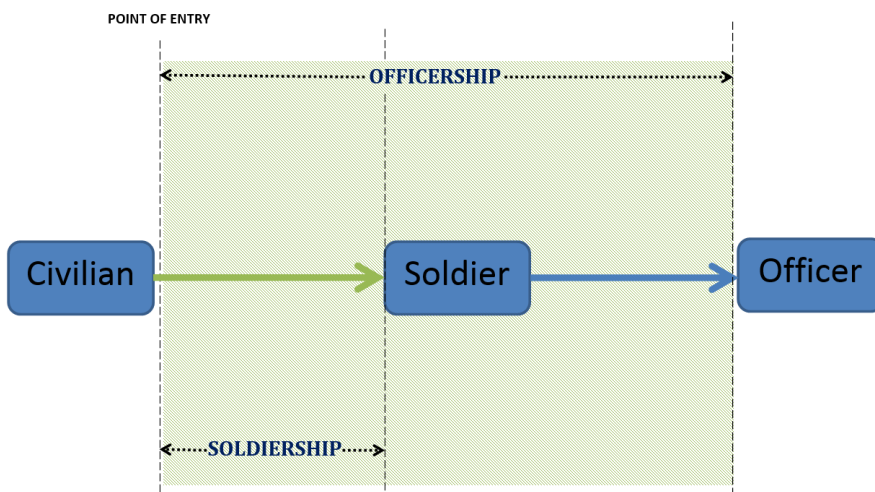 POINT OF ENTRY
OFFICERSHIP
Civilian
Soldier
Officer
SOLDIERSHIP